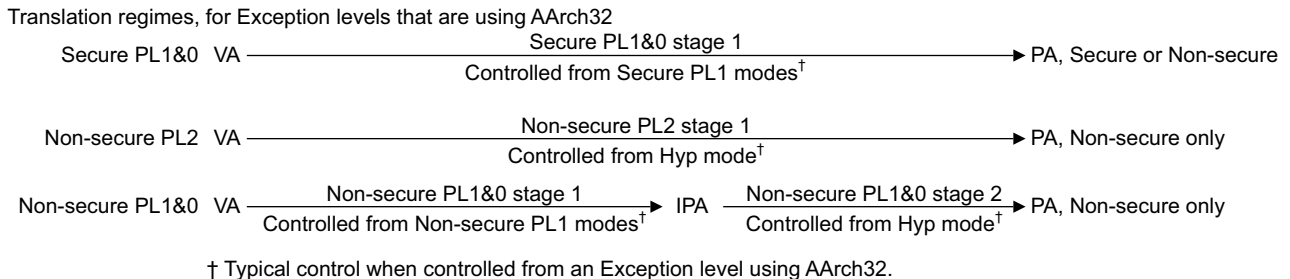 Translation regimes, for Exception levels that are using AArch32
Secure PL1&0 VA Secure PL1&0 stage 1 PA, Secure or Non-secure
Controlled from Secure PL1 modes†
Non-secure PL2 VA Non-secure PL2 stage 1 PA, Non-secure only
Controlled from Hyp mode†
Non-secure PL1&0 VA Non-secure PL1&0 stage 1 IPA Non-secure PL1&0 stage 2 PA, Non-secure only
Controlled from Non-secure PL1 modes† Controlled from Hyp mode†
† Typical control when controlled from an Exception level using AArch32.